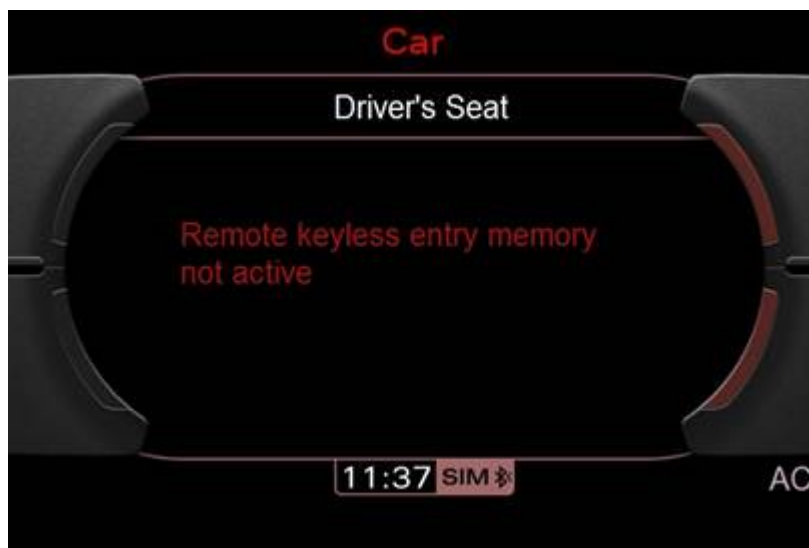 Car
Driver's Seat
Remote keyless entry memory
not active
11:37 SIM
AC